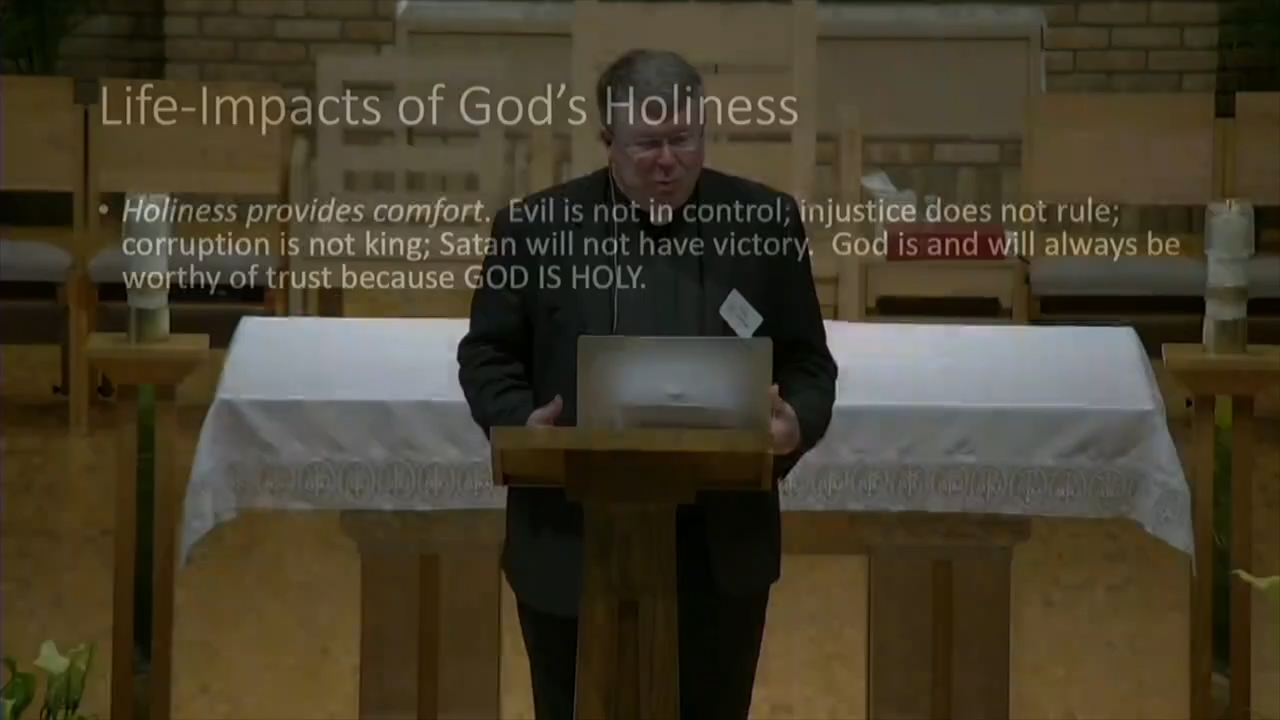 Life-Impacts of God's Holiness
• Holiness provides comfort. Evil is not in control; injustice does not rule;
corruption is not king; Satan will not have victory. God is and will always be
worthy of trust because GOD IS HOLY.